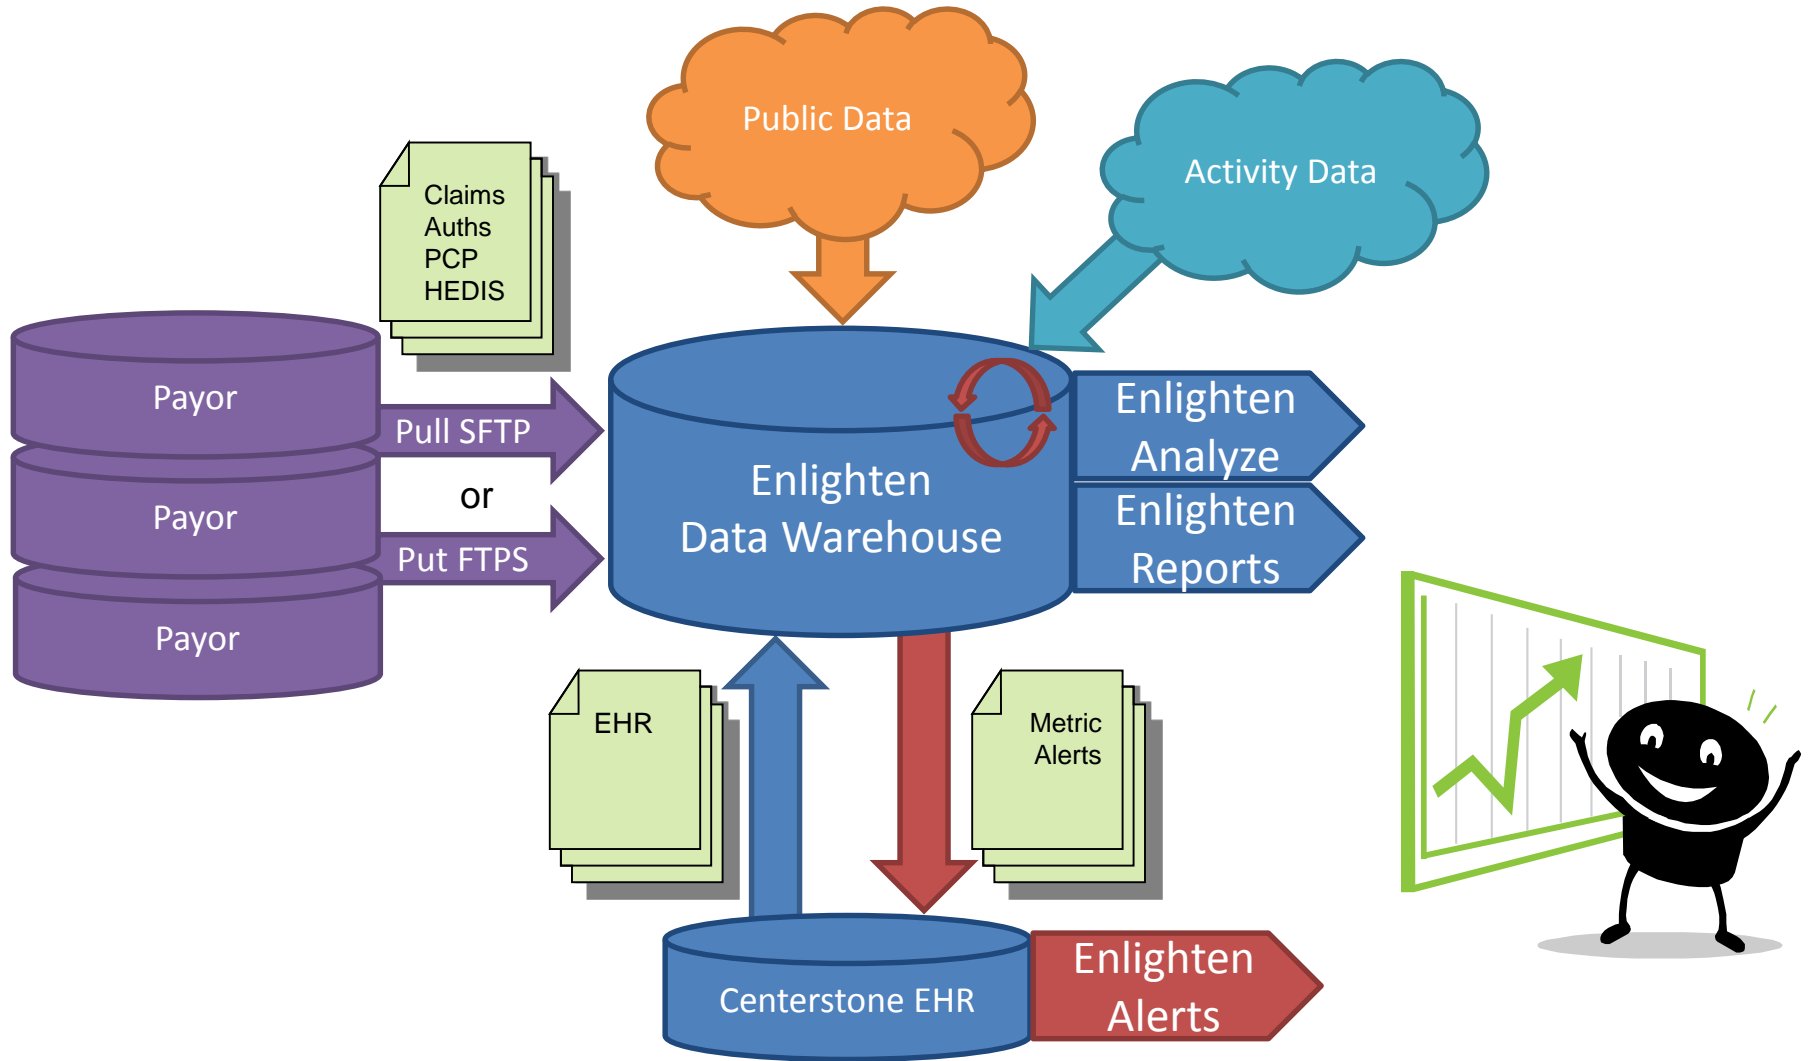 Public Data
Activity Data
Claims
Auths
PCP
HEDIS
Payor
Payor
Payor
Pull SFTP
or
Put FTPS
Enlighten
Data Warehouse
Enlighten
Analyze
Enlighten
Reports
EHR
Metric
Alerts
Centerstone EHR
Enlighten
Alerts